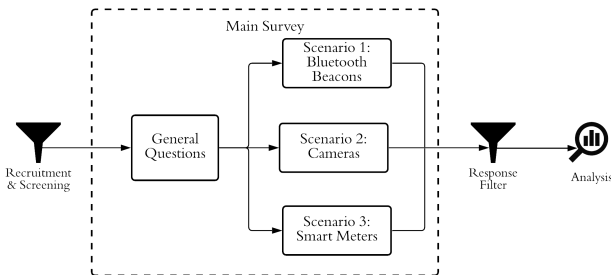 Main Survey
Recruitment
& Screening
General
Questions
Scenario 1:
Bluetooth
Beacons
Scenario 2:
Cameras
Scenario 3:
Smart Meters
Response
Filter
Analysis